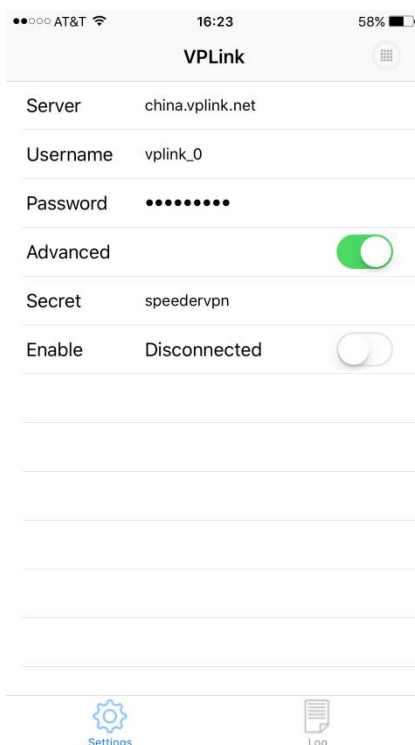 AT&T 16:23 58%
VPLink
Server china.vplink.net
Username vplink_0
Password •••••••••
Advanced
Secret speedervpn
Enable Disconnected
Settings Log